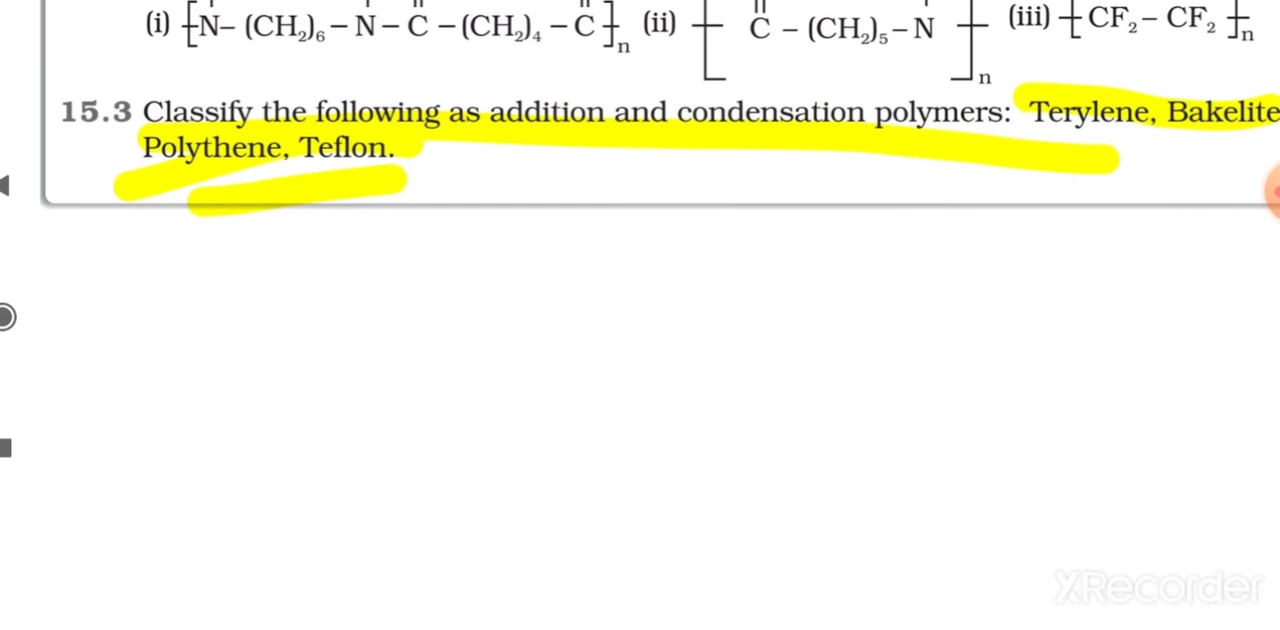 (i) [N– (CH₂)₆ – N – C – (CH₂)₄ – C ]n (ii) [ C – (CH₂)₅ – N ]n (iii) [ CF₂ – CF₂ ]n
15.3 Classify the following as addition and condensation polymers: Terylene, Bakelite
Polythene, Teflon.
XRecorder